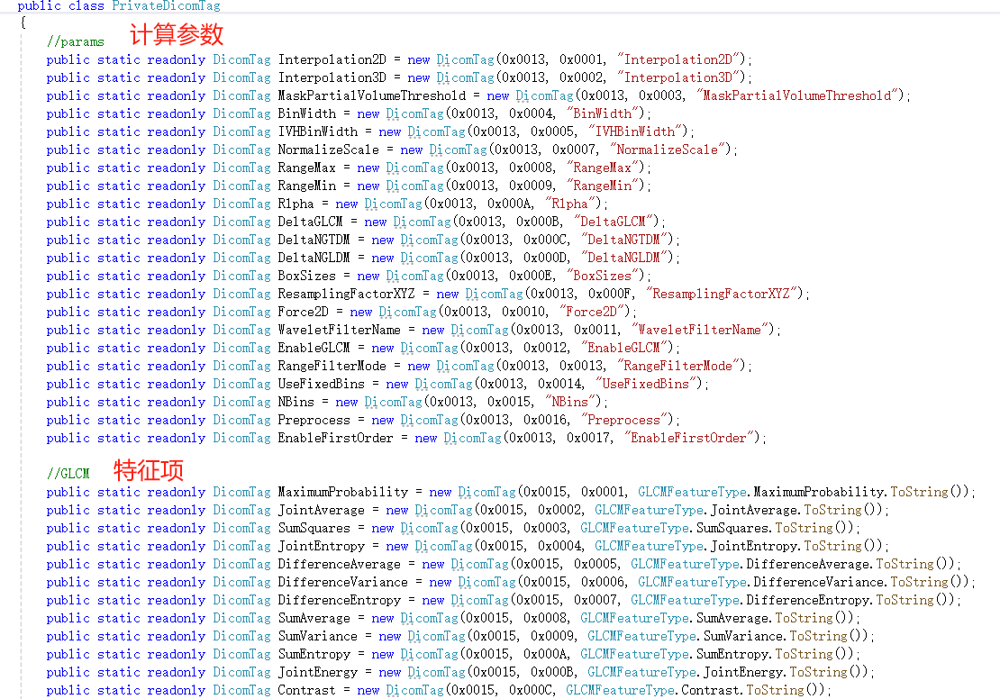 public class PrivateDicomTag
{
//params 计算参数
public static readonly DicomTag Interpolation2D = new DicomTag(0x0013, 0x0001, "Interpolation2D");
public static readonly DicomTag Interpolation3D = new DicomTag(0x0013, 0x0002, "Interpolation3D");
public static readonly DicomTag MaskPartialVolumeThreshold = new DicomTag(0x0013, 0x0003, "MaskPartialVolumeThreshold");
public static readonly DicomTag BinWidth = new DicomTag(0x0013, 0x0004, "BinWidth");
public static readonly DicomTag IVHBinWidth = new DicomTag(0x0013, 0x0005, "IVHBinWidth");
public static readonly DicomTag NormalizeScale = new DicomTag(0x0013, 0x0007, "NormalizeScale");
public static readonly DicomTag RangeMax = new DicomTag(0x0013, 0x0008, "RangeMax");
public static readonly DicomTag RangeMin = new DicomTag(0x0013, 0x0009, "RangeMin");
public static readonly DicomTag Rlpha = new DicomTag(0x0013, 0x000A, "Rlpha");
public static readonly DicomTag DeltaGLCM = new DicomTag(0x0013, 0x000B, "DeltaGLCM");
public static readonly DicomTag DeltaNGTDM = new DicomTag(0x0013, 0x000C, "DeltaNGTDM");
public static readonly DicomTag DeltaNGLDM = new DicomTag(0x0013, 0x000D, "DeltaNGLDM");
public static readonly DicomTag BoxSizes = new DicomTag(0x0013, 0x000E, "BoxSizes");
public static readonly DicomTag ResamplingFactorXYZ = new DicomTag(0x0013, 0x000F, "ResamplingFactorXYZ");
public static readonly DicomTag Force2D = new DicomTag(0x0013, 0x0010, "Force2D");
public static readonly DicomTag WaveletFilterName = new DicomTag(0x0013, 0x0011, "WaveletFilterName");
public static readonly DicomTag EnableGLCM = new DicomTag(0x0013, 0x0012, "EnableGLCM");
public static readonly DicomTag RangeFilterMode = new DicomTag(0x0013, 0x0013, "RangeFilterMode");
public static readonly DicomTag UseFixedBins = new DicomTag(0x0013, 0x0014, "UseFixedBins");
public static readonly DicomTag NBins = new DicomTag(0x0013, 0x0015, "NBins");
public static readonly DicomTag Preprocess = new DicomTag(0x0013, 0x0016, "Preprocess");
public static readonly DicomTag EnableFirstOrder = new DicomTag(0x0013, 0x0017, "EnableFirstOrder");
//GLCM 特征项
public static readonly DicomTag MaximumProbability = new DicomTag(0x0015, 0x0001, GLCMFeatureType.MaximumProbability.ToString());
public static readonly DicomTag JointAverage = new DicomTag(0x0015, 0x0002, GLCMFeatureType.JointAverage.ToString());
public static readonly DicomTag SumSquares = new DicomTag(0x0015, 0x0003, GLCMFeatureType.SumSquares.ToString());
public static readonly DicomTag JointEntropy = new DicomTag(0x0015, 0x0004, GLCMFeatureType.JointEntropy.ToString());
public static readonly DicomTag DifferenceAverage = new DicomTag(0x0015, 0x0005, GLCMFeatureType.DifferenceAverage.ToString());
public static readonly DicomTag DifferenceVariance = new DicomTag(0x0015, 0x0006, GLCMFeatureType.DifferenceVariance.ToString());
public static readonly DicomTag DifferenceEntropy = new DicomTag(0x0015, 0x0007, GLCMFeatureType.DifferenceEntropy.ToString());
public static readonly DicomTag SumAverage = new DicomTag(0x0015, 0x0008, GLCMFeatureType.SumAverage.ToString());
public static readonly DicomTag SumVariance = new DicomTag(0x0015, 0x0009, GLCMFeatureType.SumVariance.ToString());
public static readonly DicomTag SumEntropy = new DicomTag(0x0015, 0x000A, GLCMFeatureType.SumEntropy.ToString());
public static readonly DicomTag JointEnergy = new DicomTag(0x0015, 0x000B, GLCMFeatureType.JointEnergy.ToString());
public static readonly DicomTag Contrast = new DicomTag(0x0015, 0x000C, GLCMFeatureType.Contrast.ToString());